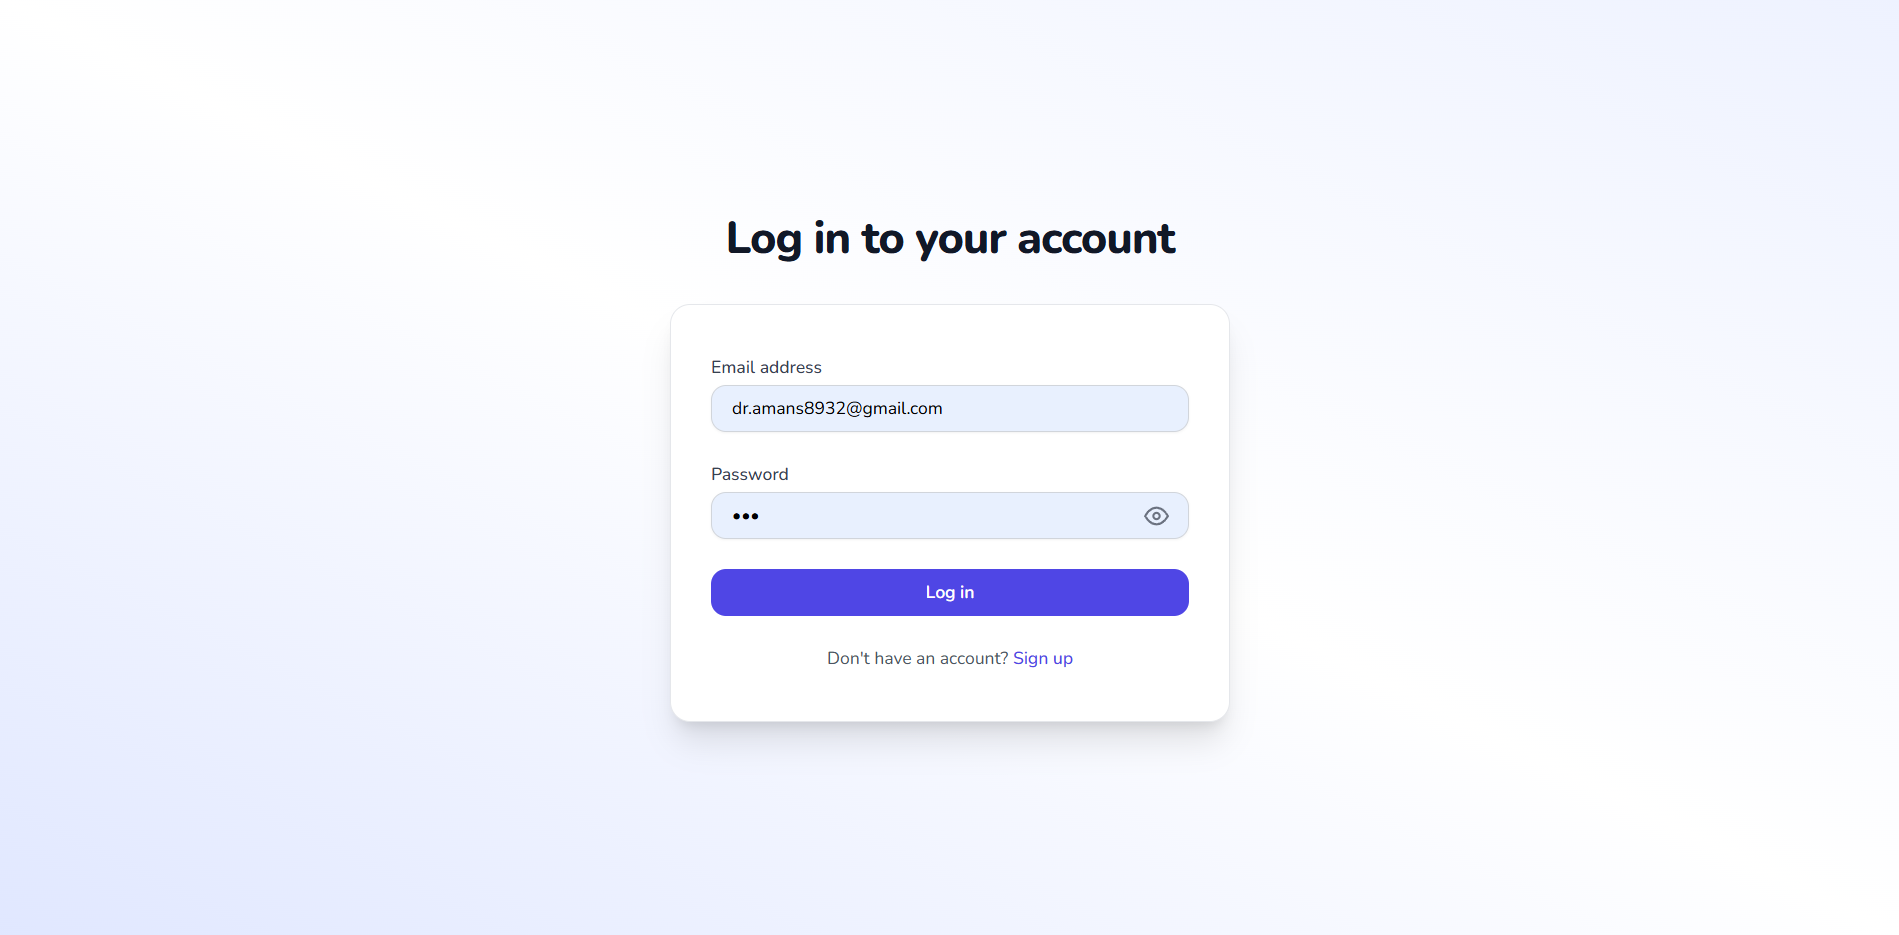 Log in to your account
Email address
dr.amans8932@gmail.com
Password
•••
Log in
Don't have an account? Sign up